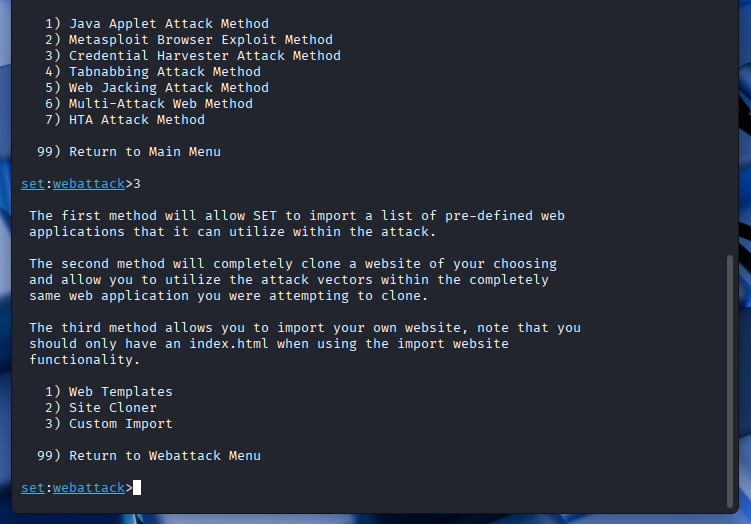 1) Java Applet Attack Method
2) Metasploit Browser Exploit Method
3) Credential Harvester Attack Method
4) Tabnabbing Attack Method
5) Web Jacking Attack Method
6) Multi-Attack Web Method
7) HTA Attack Method
99) Return to Main Menu
set:webattack>3
The first method will allow SET to import a list of pre-defined web
applications that it can utilize within the attack.
The second method will completely clone a website of your choosing
and allow you to utilize the attack vectors within the completely
same web application you were attempting to clone.
The third method allows you to import your own website, note that you
should only have an index.html when using the import website
functionality.
1) Web Templates
2) Site Cloner
3) Custom Import
99) Return to Webattack Menu
set:webattack>